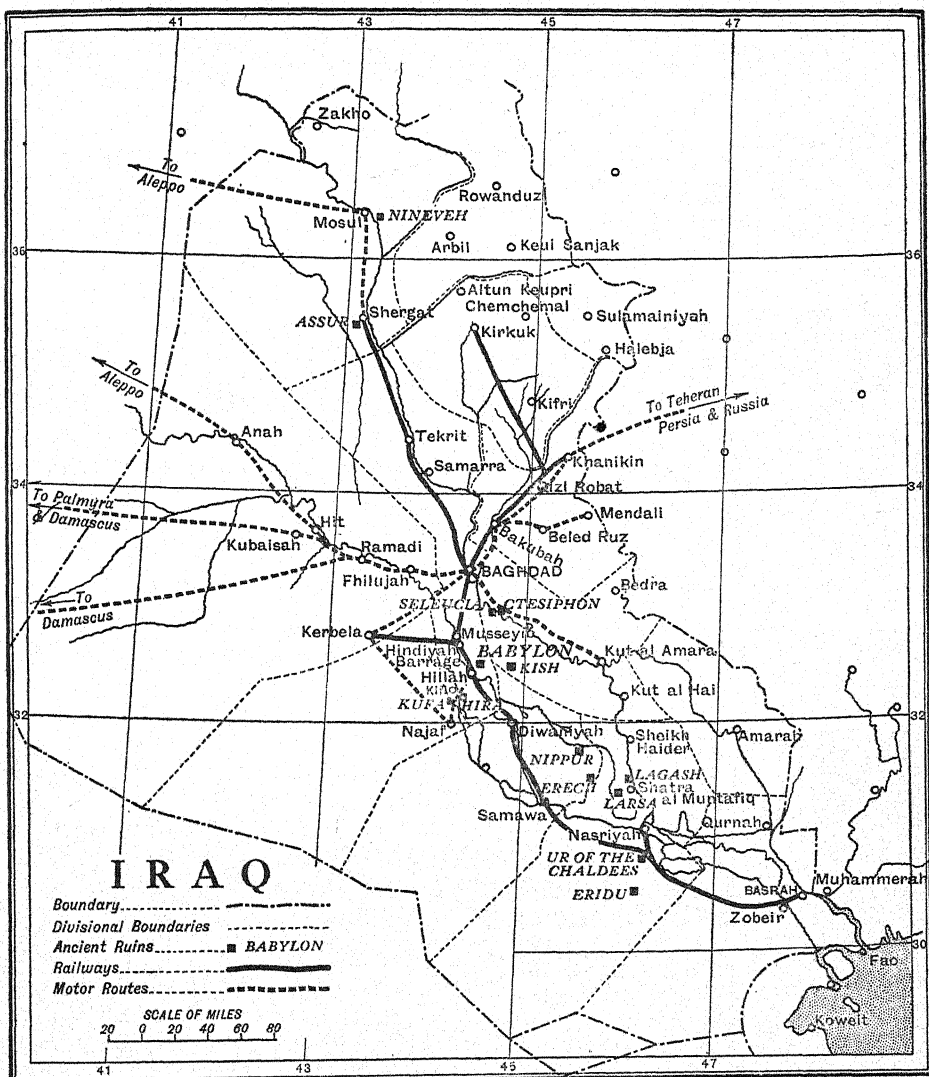 41
43
45
47
Zakho
To
Aleppo
Rowanduz
Mosul
NINEVEH
Arbil
Keui Sanjak
36
36
Altun Keupri
Chemchemal
Shergat
ASSUR
Sulamainiyah
Kirkuk
Halebja
To
Aleppo
Kifri
To Teheran
Persia & Russia
Anah
Tekrit
Samarra
Khanikin
34
34
Kizl Robat
To Palmyra
& Damascus
Hit
Mendali
Kubaisah
Bakubah
Beled Ruz
Ramadi
Fhilujah
BAGHDAD
To
Damascus
Bedra
SELEUCIA
CTESIPHON
Kerbela
Musseyib
Hindiyah
Barrage
BABYLON
KISH
Kut al Amara
Hillah
Kifl
Kut al Hai
KUFA
HIRA
32
32
Najaf
Diwaniyah
Sheikh
Haider
Amarah
NIPPUR
ERECH
LAGASH
Shatra
al Muntafiq
LARSA
Samawa
Nasriyah
Qurnah
UR OF THE
CHALDEES
ERIDU
BASRAH
Muhammerah
Zobeir
30
Fao
Koweit
IRAQ
Boundary
Divisional Boundaries
Ancient Ruins BABYLON
Railways
Motor Routes
SCALE OF MILES
20 0 20 40 60 80
41
43
45
47